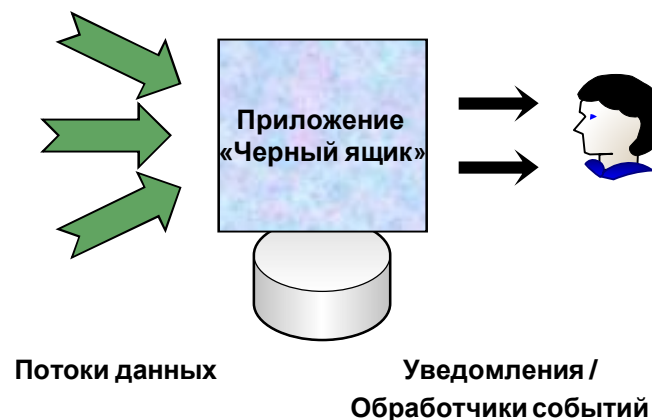 Приложение
«Черный ящик»
Потоки данных
Уведомления /
Обработчики событий